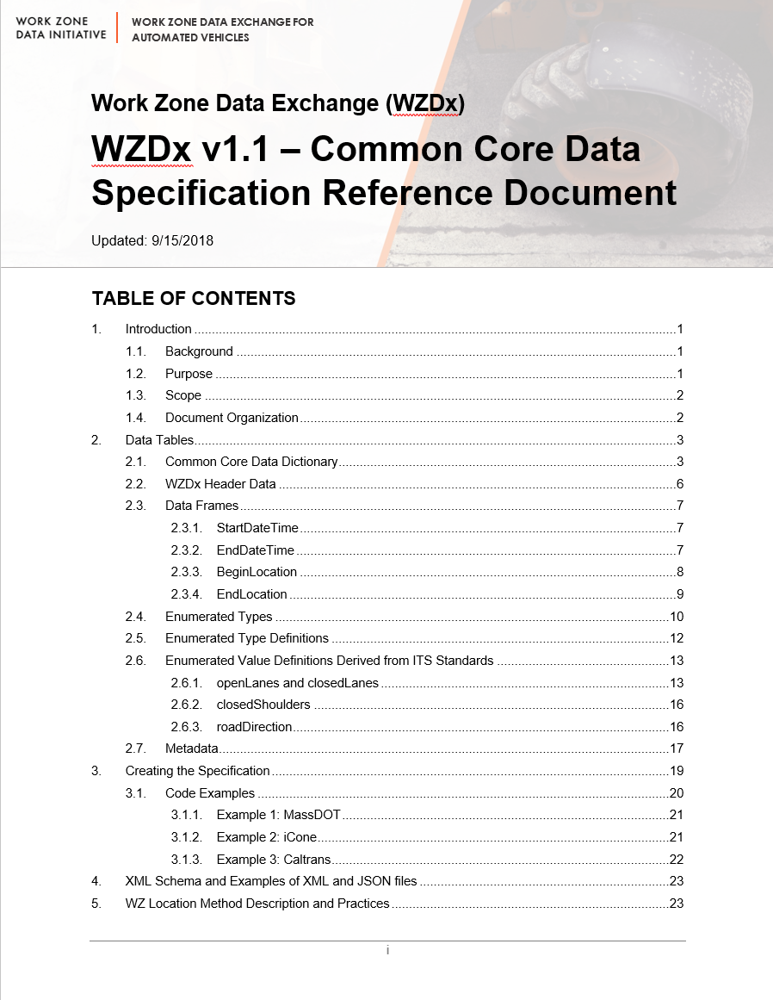 WORK ZONE
DATA INITIATIVE
WORK ZONE DATA EXCHANGE FOR
AUTOMATED VEHICLES
Work Zone Data Exchange (WZDx)
WZDx v1.1 – Common Core Data
Specification Reference Document
Updated: 9/15/2018
TABLE OF CONTENTS
1. Introduction 1
1.1. Background 1
1.2. Purpose 1
1.3. Scope 2
1.4. Document Organization 2
2. Data Tables 3
2.1. Common Core Data Dictionary 3
2.2. WZDx Header Data 6
2.3. Data Frames 7
2.3.1. StartDateTime 7
2.3.2. EndDateTime 7
2.3.3. BeginLocation 8
2.3.4. EndLocation 9
2.4. Enumerated Types 10
2.5. Enumerated Type Definitions 12
2.6. Enumerated Value Definitions Derived from ITS Standards 13
2.6.1. openLanes and closedLanes 13
2.6.2. closedShoulders 16
2.6.3. roadDirection 16
2.7. Metadata 17
3. Creating the Specification 19
3.1. Code Examples 20
3.1.1. Example 1: MassDOT 21
3.1.2. Example 2: iCone 21
3.1.3. Example 3: Caltrans 22
4. XML Schema and Examples of XML and JSON files 23
5. WZ Location Method Description and Practices 23
i